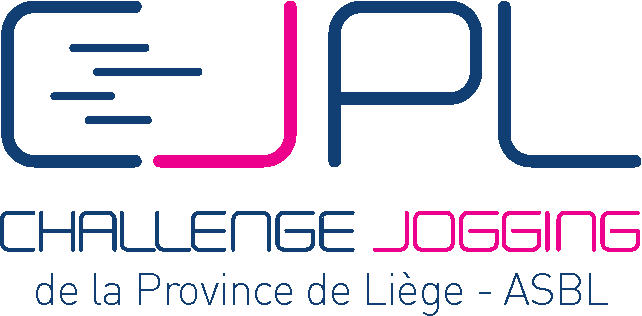 CJPL
CHALLENGE JOGGING
de la Province de Liège - ASBL